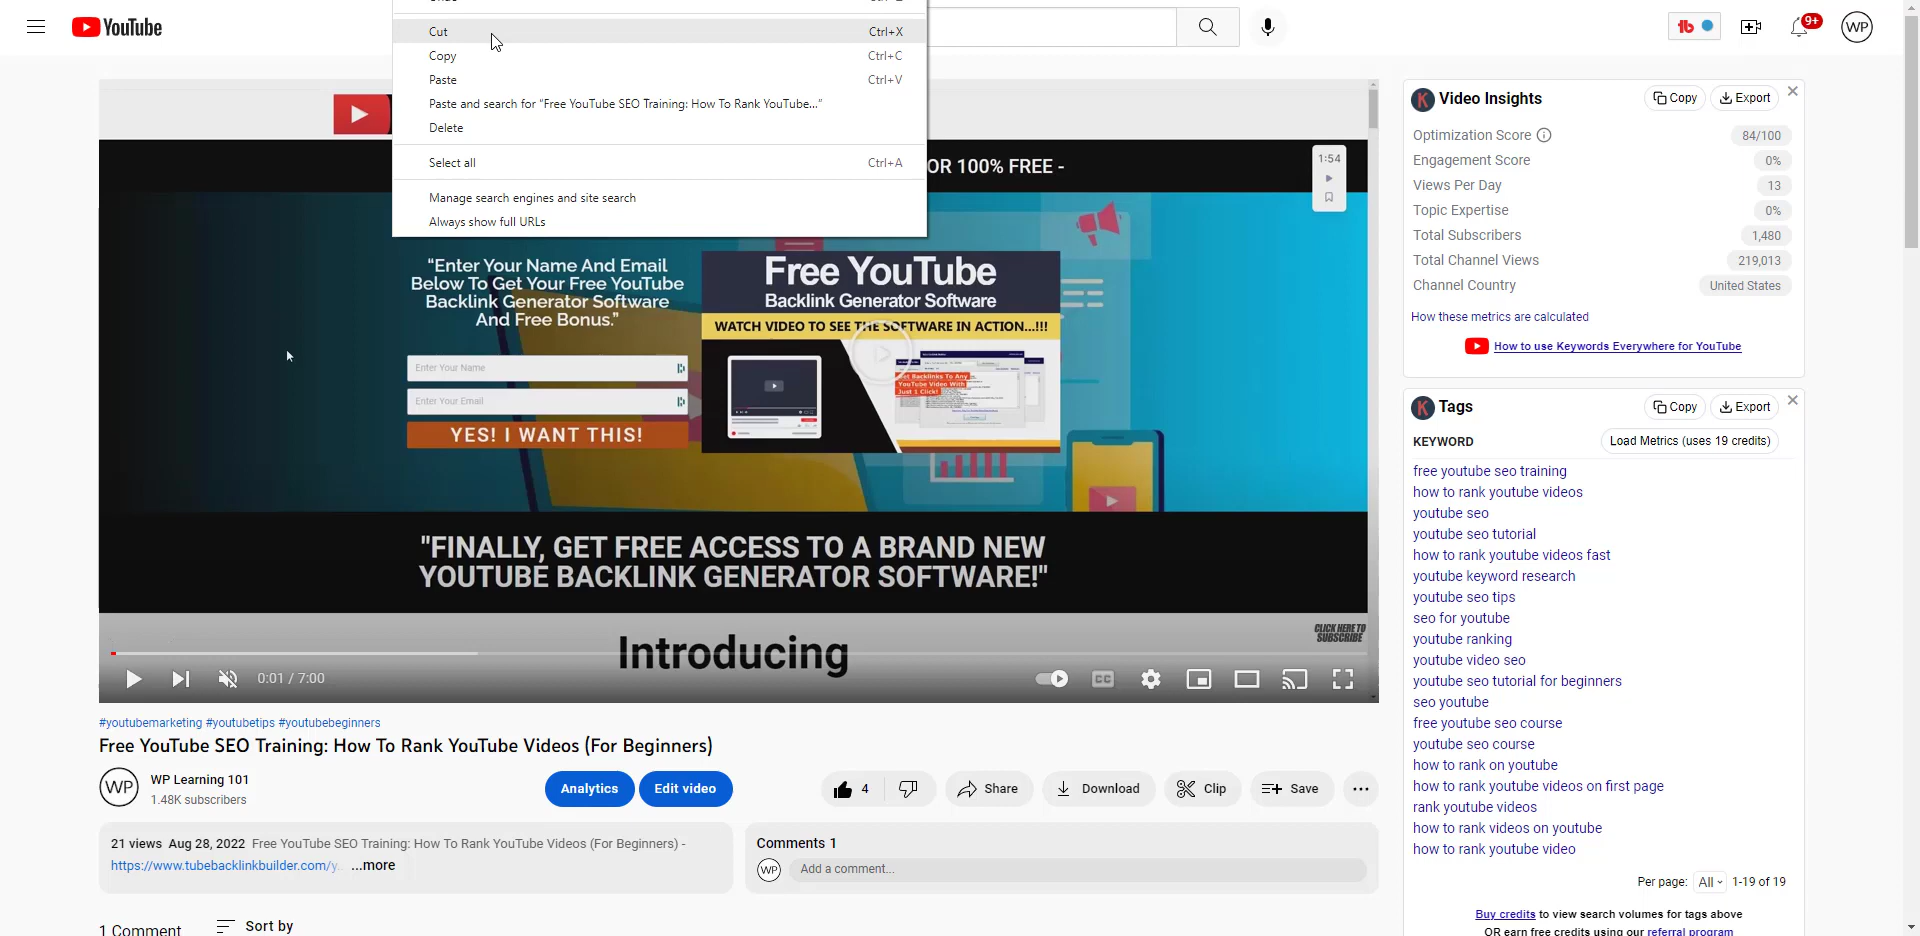 YouTube
Cut Ctrl+X
Copy Ctrl+C
Paste Ctrl+V
Paste and search for “Free YouTube SEO Training: How To Rank YouTube...”
Delete
Select all Ctrl+A
Manage search engines and site search
Always show full URLs
tb
9+
WP
OR 100% FREE -
1:54
“Enter Your Name And Email
Below To Get Your Free YouTube
Backlink Generator Software
And Free Bonus.”
Enter Your Name
Enter Your Email
YES! I WANT THIS!
Free YouTube
Backlink Generator Software
WATCH VIDEO TO SEE THE SOFTWARE IN ACTION...!!!
Get Backlinks To Any
YouTube Video With
Just 1 Click!
"FINALLY, GET FREE ACCESS TO A BRAND NEW
YOUTUBE BACKLINK GENERATOR SOFTWARE!"
CLICK HERE TO
SUBSCRIBE
Introducing
0:01 / 7:00
CC
#youtubemarketing #youtubetips #youtubebeginners
Free YouTube SEO Training: How To Rank YouTube Videos (For Beginners)
WP
WP Learning 101
1.48K subscribers
Analytics
Edit video
4
Share
Download
Clip
Save
21 views Aug 28, 2022 Free YouTube SEO Training: How To Rank YouTube Videos (For Beginners) -
https://www.tubebacklinkbuilder.com/y.. ...more
Comments 1
WP
Add a comment...
1 Comment
Sort by
K Video Insights
Copy
Export
Optimization Score 84/100
Engagement Score 0%
Views Per Day 13
Topic Expertise 0%
Total Subscribers 1,480
Total Channel Views 219,013
Channel Country United States
How these metrics are calculated
How to use Keywords Everywhere for YouTube
K Tags
Copy
Export
KEYWORD
Load Metrics (uses 19 credits)
free youtube seo training
how to rank youtube videos
youtube seo
youtube seo tutorial
how to rank youtube videos fast
youtube keyword research
youtube seo tips
seo for youtube
youtube ranking
youtube video seo
youtube seo tutorial for beginners
seo youtube
free youtube seo course
youtube seo course
how to rank on youtube
how to rank youtube videos on first page
rank youtube videos
how to rank videos on youtube
how to rank youtube video
Per page: All 1-19 of 19
Buy credits to view search volumes for tags above
OR earn free credits using our referral program